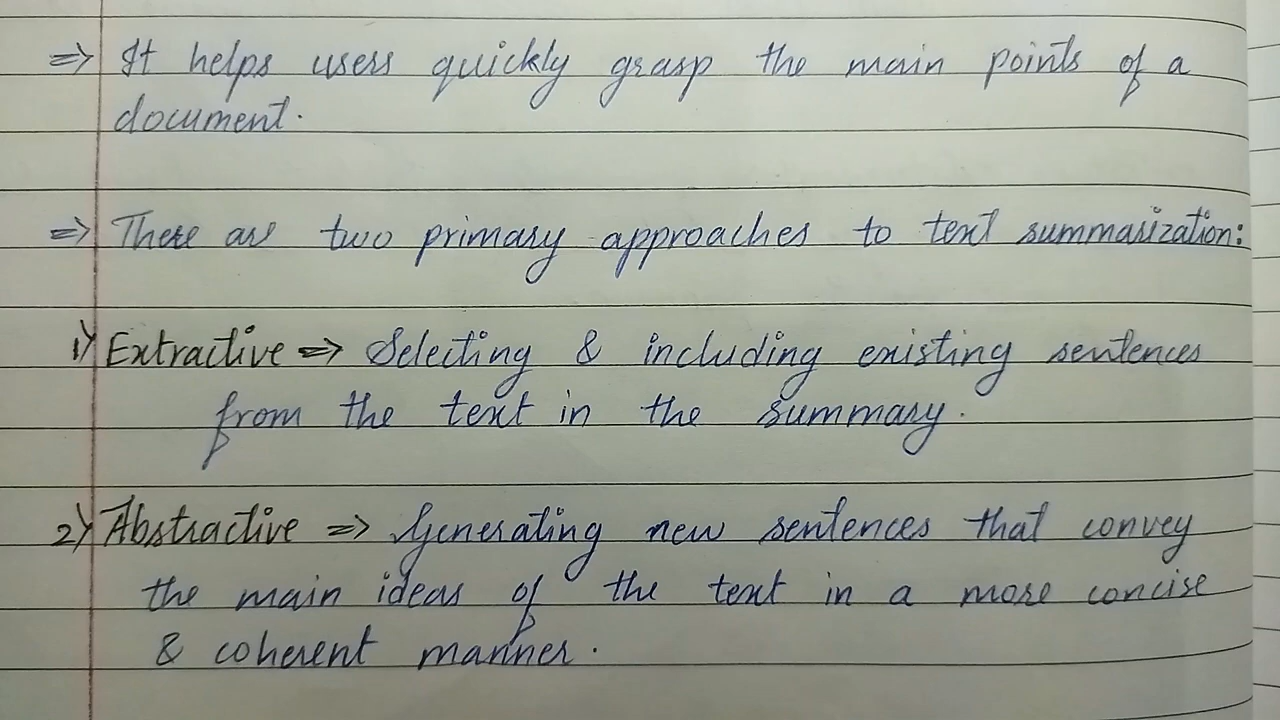 => It helps users quickly grasp the main points of a
document.
=> There are two primary approaches to text summarization:
1) Extractive => Selecting & including existing sentences
from the text in the summary.
2) Abstractive => Generating new sentences that convey
the main ideas of the text in a more concise
& coherent manner.